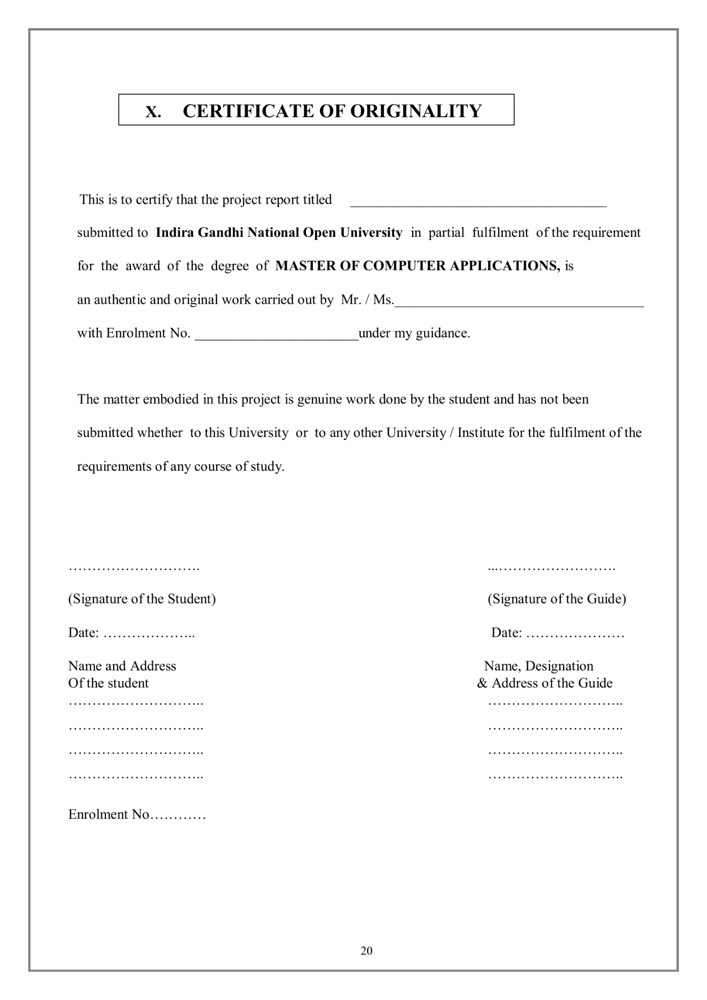 X. CERTIFICATE OF ORIGINALITY
This is to certify that the project report titled ___________________________________
submitted to Indira Gandhi National Open University in partial fulfilment of the requirement
for the award of the degree of MASTER OF COMPUTER APPLICATIONS, is
an authentic and original work carried out by Mr. / Ms.___________________________________
with Enrolment No. _______________________under my guidance.
The matter embodied in this project is genuine work done by the student and has not been
submitted whether to this University or to any other University / Institute for the fulfilment of the
requirements of any course of study.
………………………. ...…………………….
(Signature of the Student) (Signature of the Guide)
Date: ……………….. Date: …………………
Name and Address Name, Designation
Of the student & Address of the Guide
……………………….. ………………………..
……………………….. ………………………..
……………………….. ………………………..
……………………….. ………………………..
Enrolment No…………
20